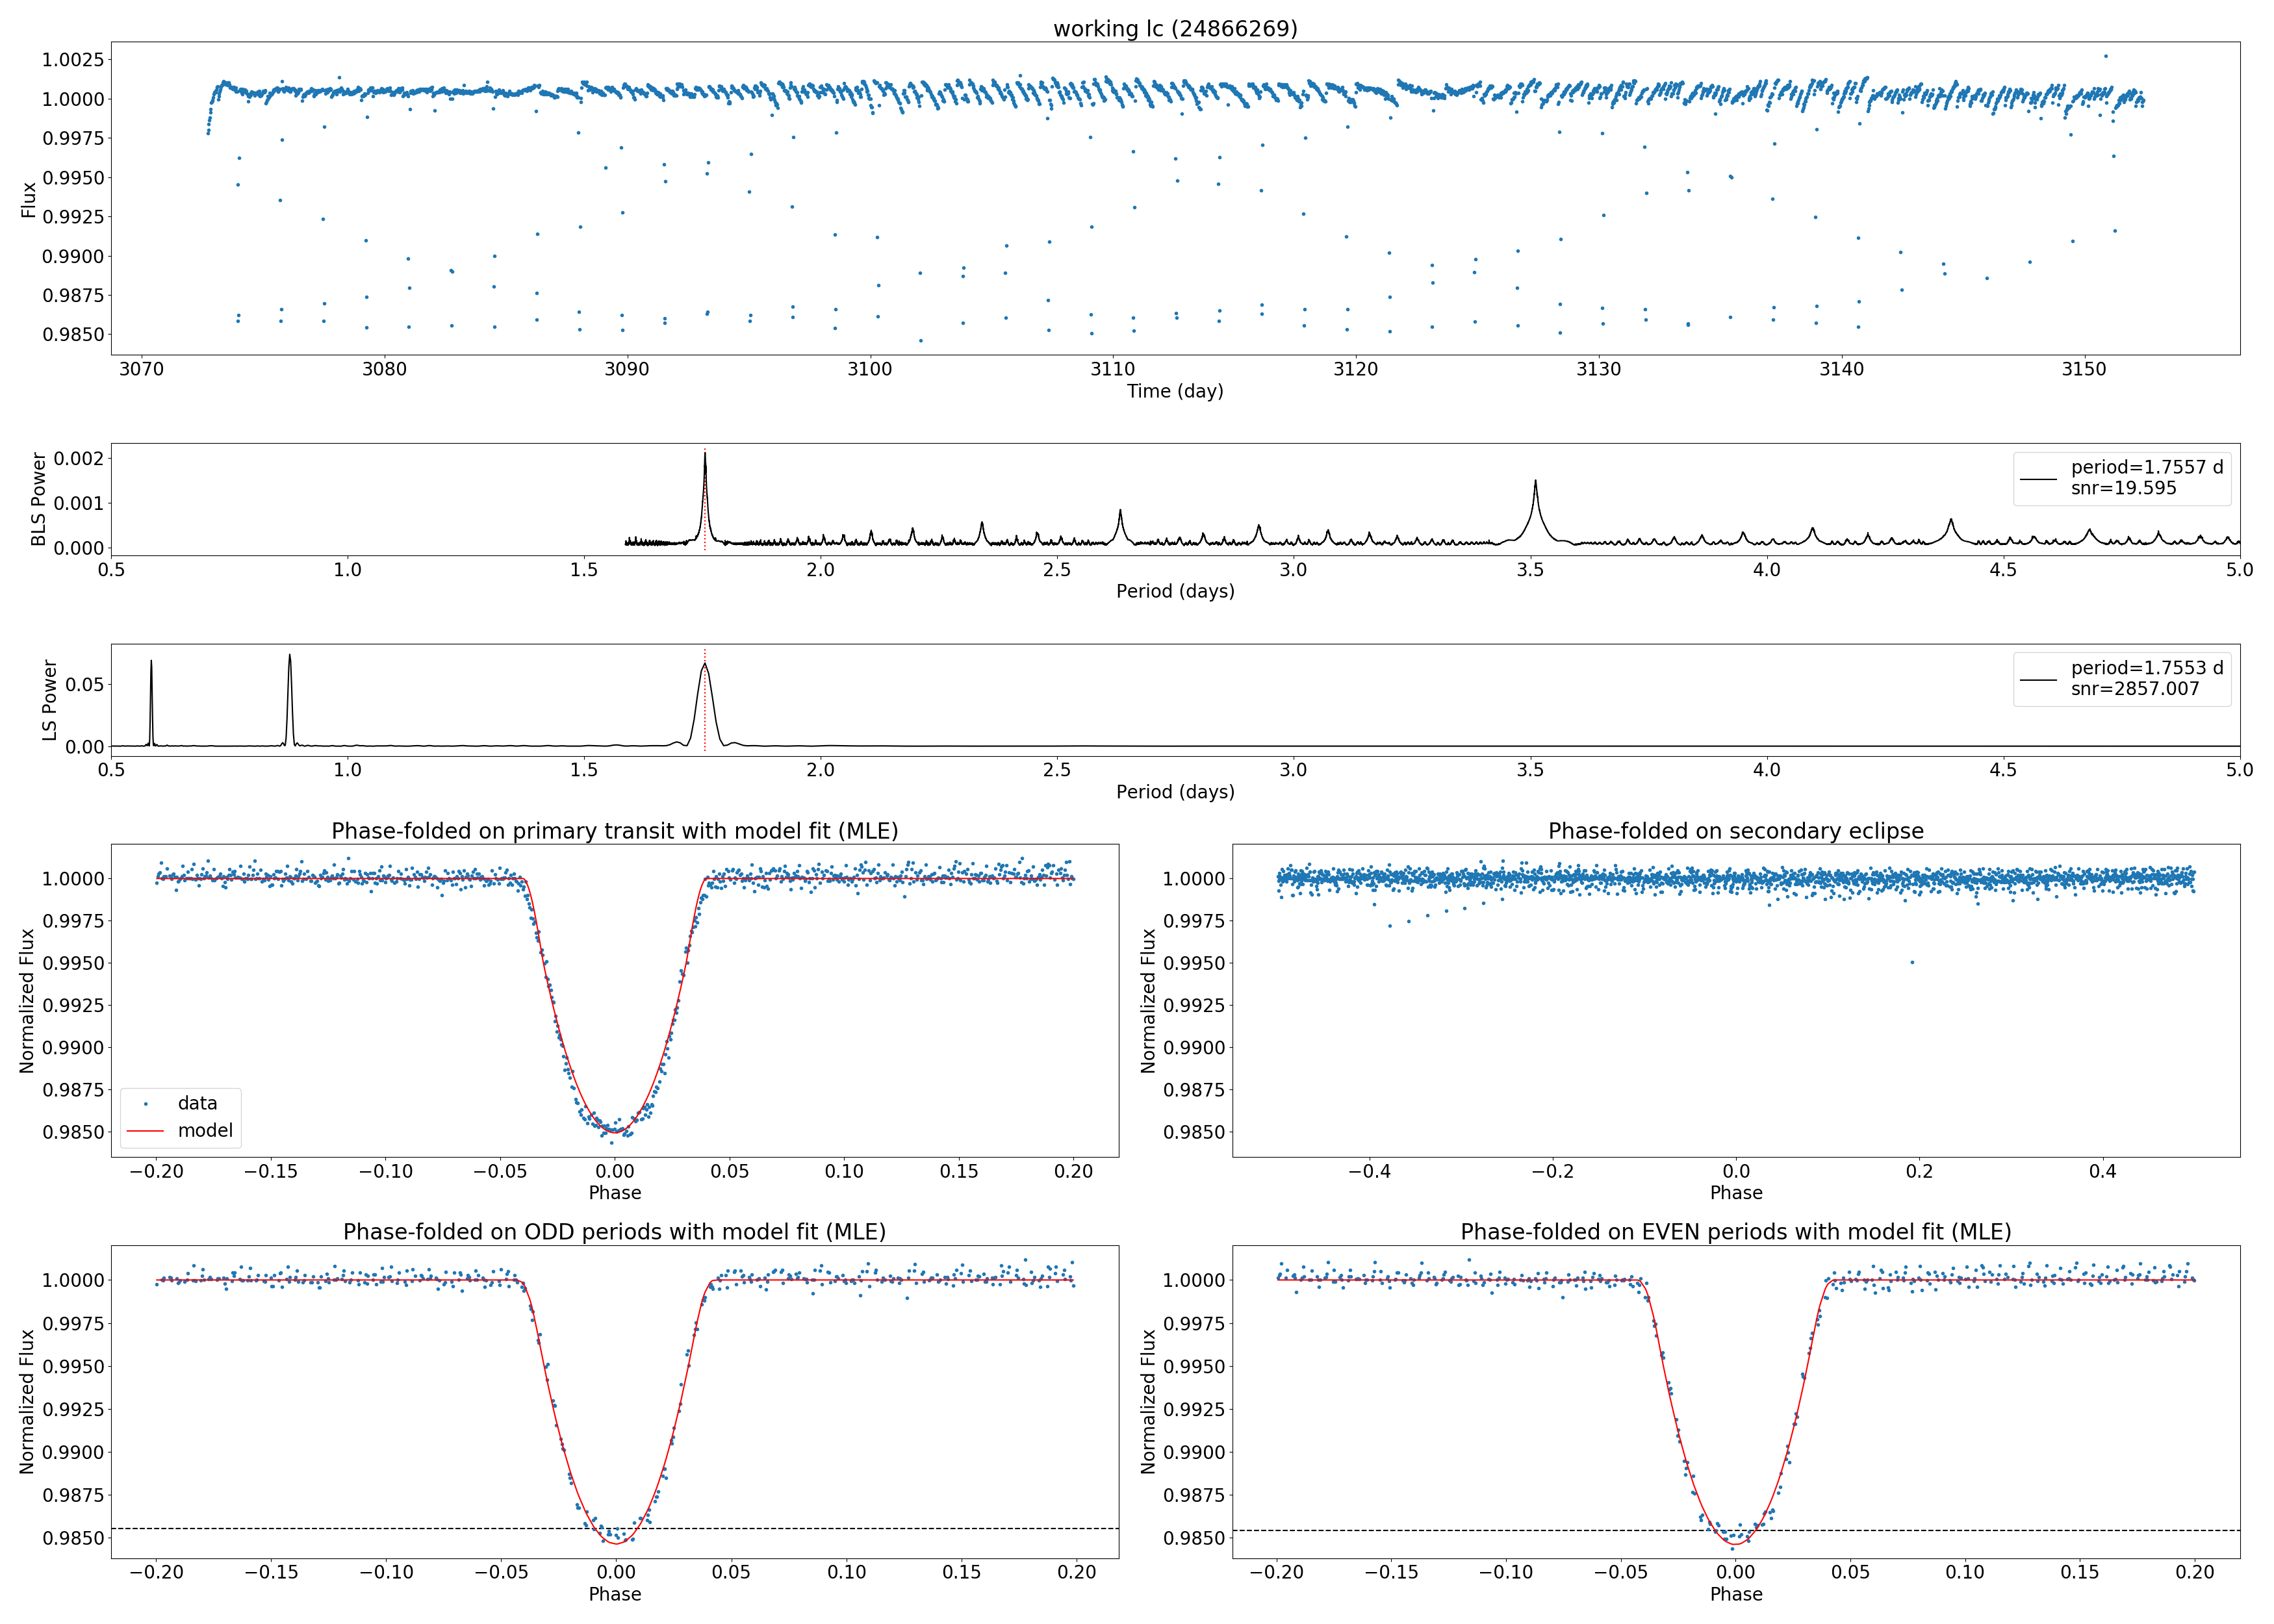 working lc (24866269)
1.0025
1.0000
0.9975
0.9950
0.9925
0.9900
0.9875
0.9850
Flux
3070 3080 3090 3100 3110 3120 3130 3140 3150
Time (day)
0.002
0.001
0.000
BLS Power
period=1.7557 d
snr=19.595
0.5 1.0 1.5 2.0 2.5 3.0 3.5 4.0 4.5 5.0
Period (days)
0.05
0.00
LS Power
period=1.7553 d
snr=2857.007
0.5 1.0 1.5 2.0 2.5 3.0 3.5 4.0 4.5 5.0
Period (days)
Phase-folded on primary transit with model fit (MLE)
1.0000
0.9975
0.9950
0.9925
0.9900
0.9875
0.9850
Normalized Flux
data
model
−0.20 −0.15 −0.10 −0.05 0.00 0.05 0.10 0.15 0.20
Phase
Phase-folded on secondary eclipse
1.0000
0.9975
0.9950
0.9925
0.9900
0.9875
0.9850
Normalized Flux
−0.4 −0.2 0.0 0.2 0.4
Phase
Phase-folded on ODD periods with model fit (MLE)
1.0000
0.9975
0.9950
0.9925
0.9900
0.9875
0.9850
Normalized Flux
−0.20 −0.15 −0.10 −0.05 0.00 0.05 0.10 0.15 0.20
Phase
Phase-folded on EVEN periods with model fit (MLE)
1.0000
0.9975
0.9950
0.9925
0.9900
0.9875
0.9850
Normalized Flux
−0.20 −0.15 −0.10 −0.05 0.00 0.05 0.10 0.15 0.20
Phase